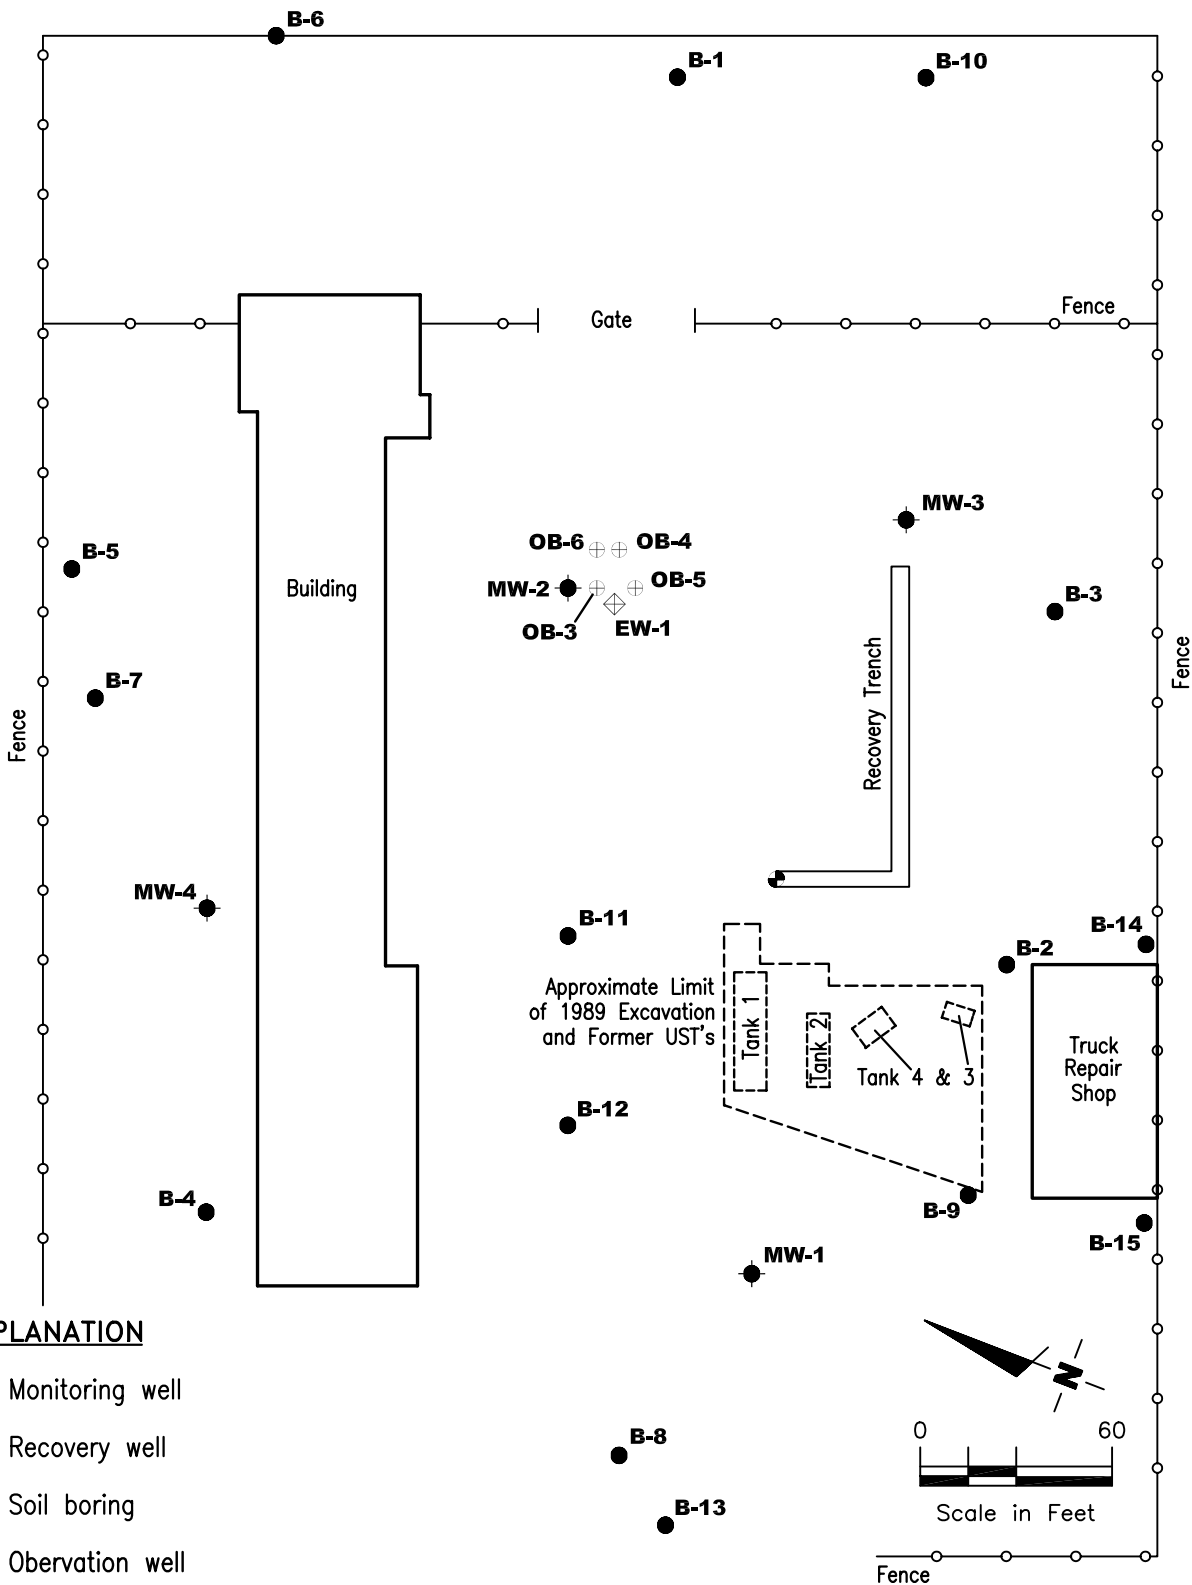 B-6
B-1
B-10
Fence
Gate
MW-3
OB-6
OB-4
B-5
Building
MW-2
OB-5
OB-3
EW-1
B-3
Fence
Recovery Trench
B-7
Fence
MW-4
B-11
B-14
B-2
Approximate Limit
of 1989 Excavation
and Former UST's
Tank 1
Tank 2
Tank 4 & 3
Truck
Repair
Shop
B-12
B-4
B-9
B-15
MW-1
PLANATION
Monitoring well
Recovery well
Soil boring
Obervation well
N
B-8
B-13
0 60
Scale in Feet
Fence